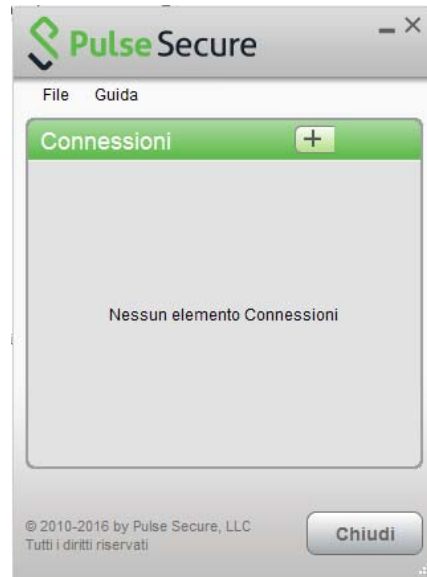 Pulse Secure
File Guida
Connessioni +
Nessun elemento Connessioni
© 2010-2016 by Pulse Secure, LLC
Tutti i diritti riservati
Chiudi